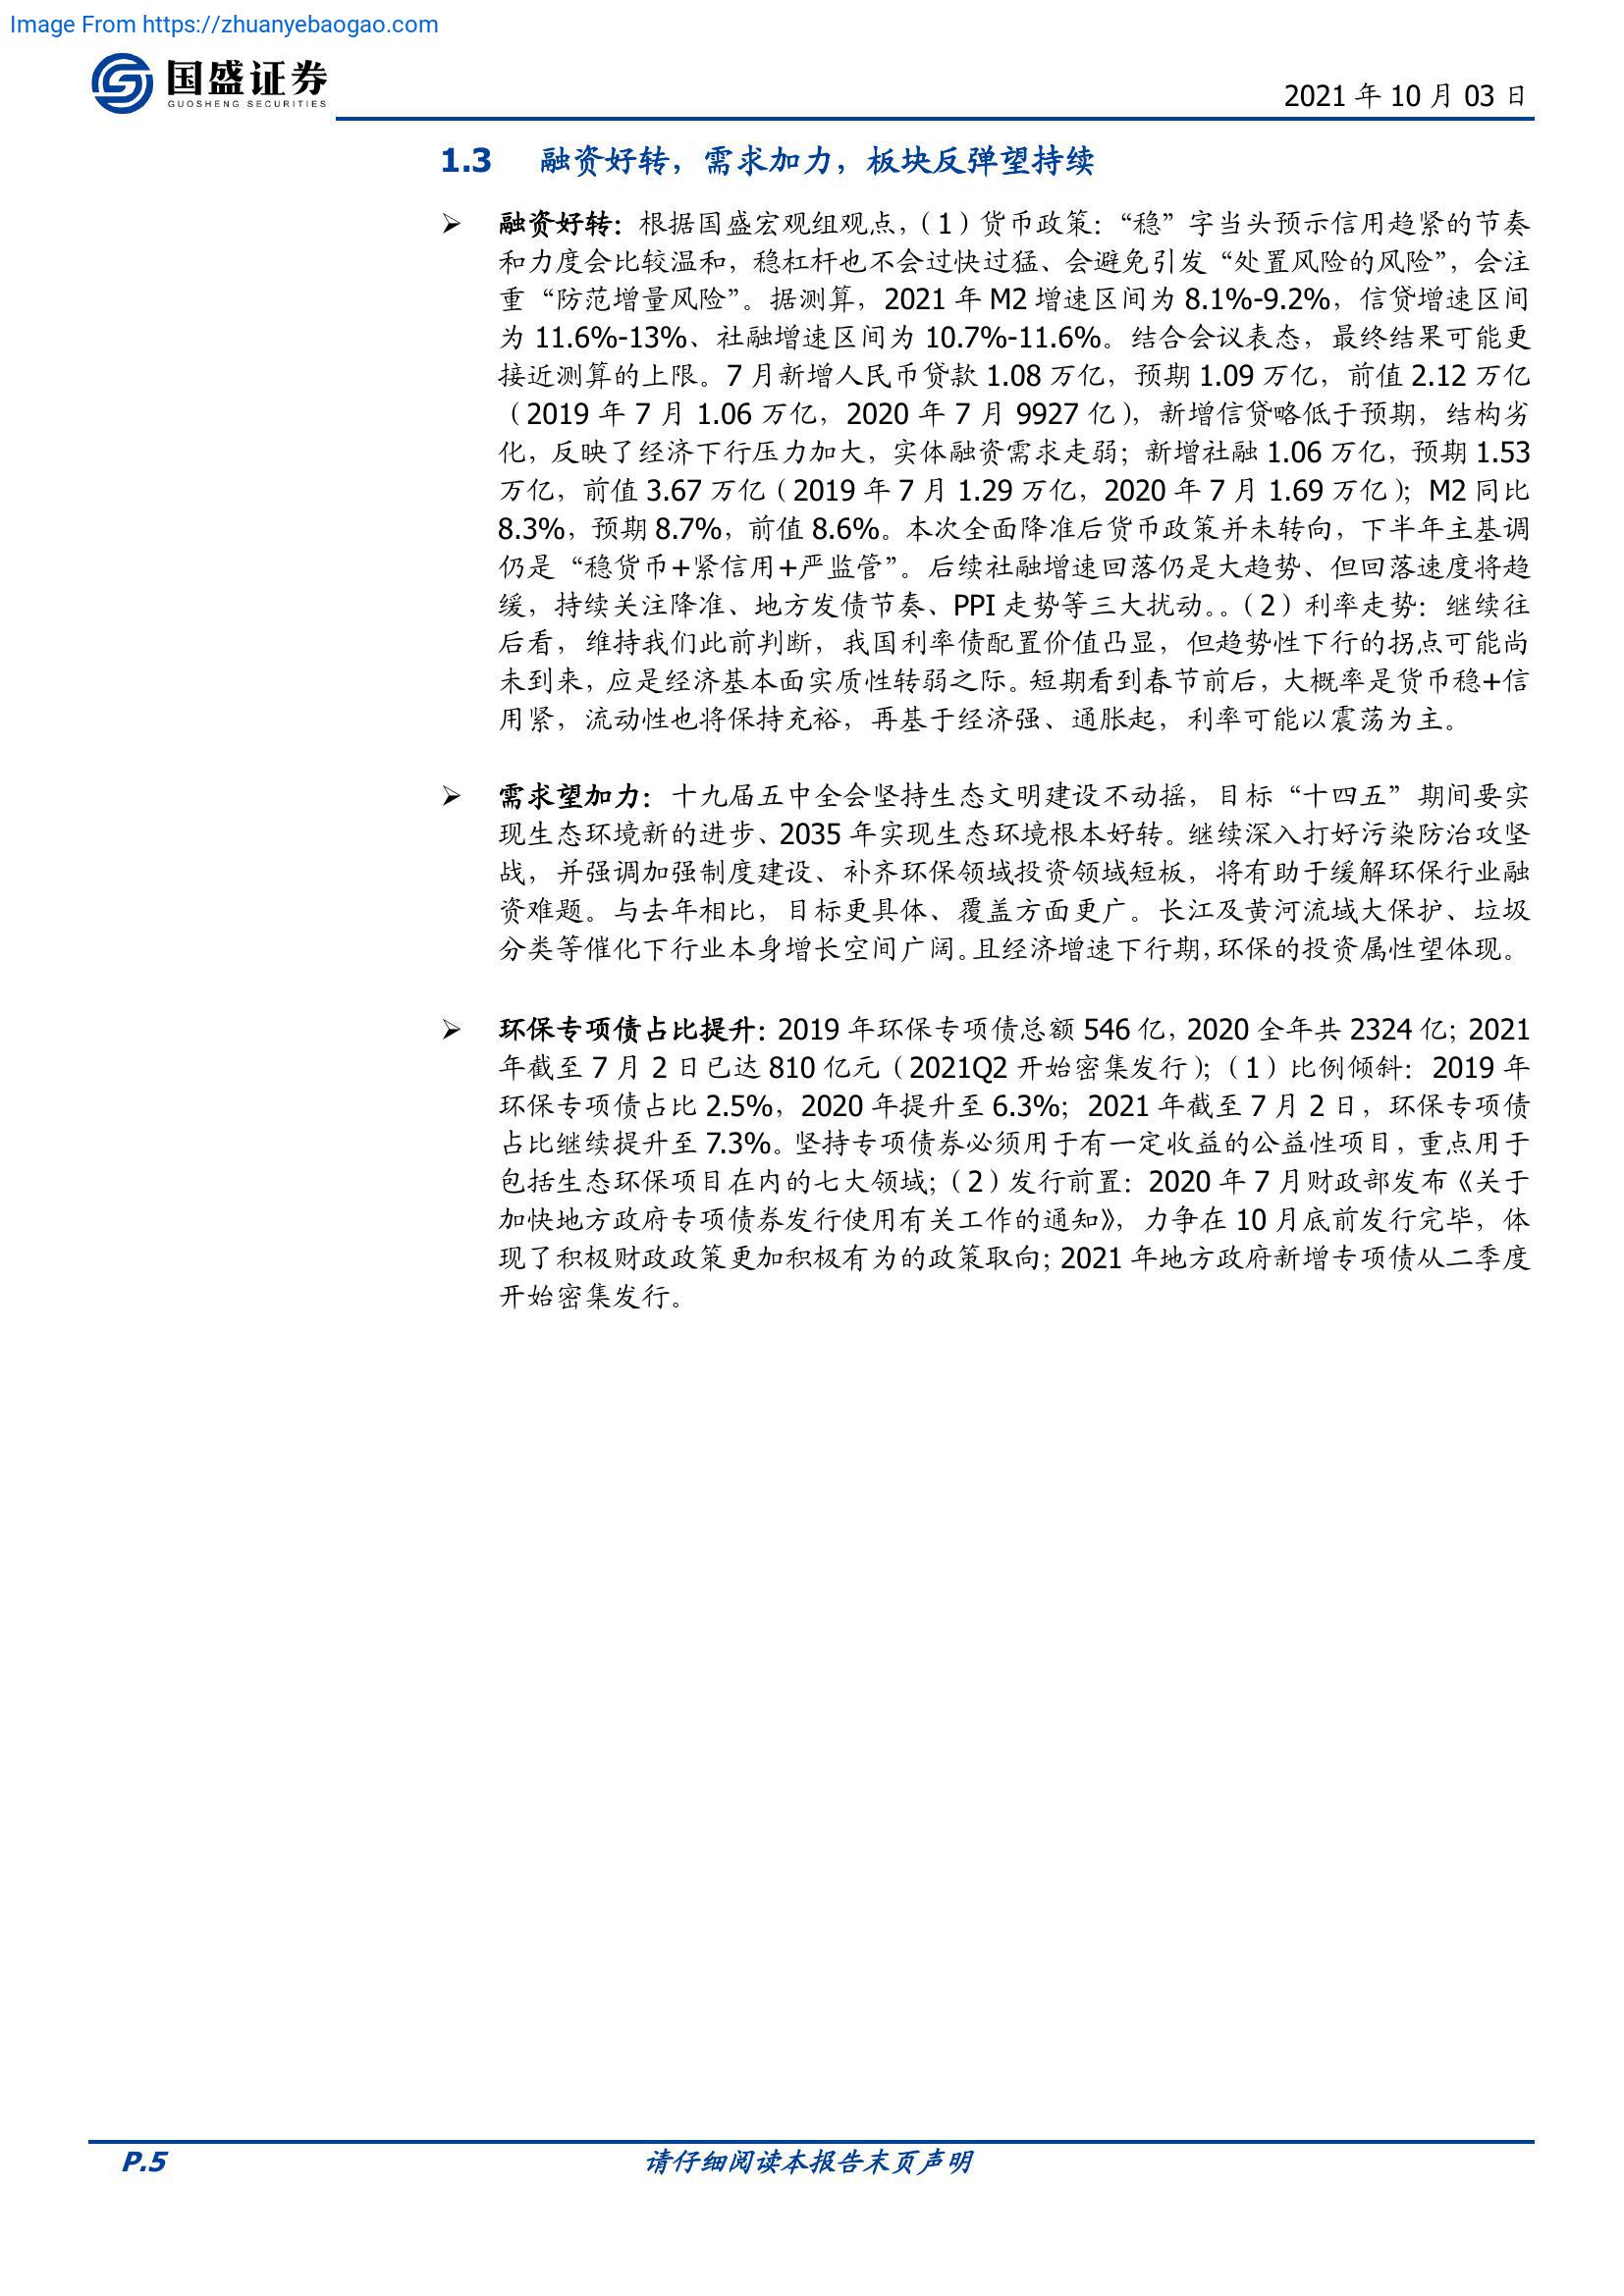 Image From https://zhuanyebaogao.com
国盛证券
GUOSHENG SECURITIES
2021 年 10 月 03 日
1.3 融资好转，需求加力，板块反弹望持续
➢ 融资好转：根据国盛宏观组观点，（1）货币政策：“稳”字当头预示信用趋紧的节奏
和力度会比较温和，稳杠杆也不会过快过猛、会避免引发“处置风险的风险”，会注
重“防范增量风险”。据测算，2021 年 M2 增速区间为 8.1%-9.2%，信贷增速区间
为 11.6%-13%、社融增速区间为 10.7%-11.6%。结合会议表态，最终结果可能更
接近测算的上限。7 月新增人民币贷款 1.08 万亿，预期 1.09 万亿，前值 2.12 万亿
（2019 年 7 月 1.06 万亿，2020 年 7 月 9927 亿），新增信贷略低于预期，结构劣
化，反映了经济下行压力加大，实体融资需求走弱；新增社融 1.06 万亿，预期 1.53
万亿，前值 3.67 万亿（2019 年 7 月 1.29 万亿，2020 年 7 月 1.69 万亿）；M2 同比
8.3%，预期 8.7%，前值 8.6%。本次全面降准后货币政策并未转向，下半年主基调
仍是“稳货币+紧信用+严监管”。后续社融增速回落仍是大趋势、但回落速度将趋
缓，持续关注降准、地方发债节奏、PPI 走势等三大扰动。。（2）利率走势：继续往
后看，维持我们此前判断，我国利率债配置价值凸显，但趋势性下行的拐点可能尚
未到来，应是经济基本面实质性转弱之际。短期看到春节前后，大概率是货币稳+信
用紧，流动性也将保持充裕，再基于经济强、通胀起，利率可能以震荡为主。
➢ 需求望加力：十九届五中全会坚持生态文明建设不动摇，目标“十四五”期间要实
现生态环境新的进步、2035 年实现生态环境根本好转。继续深入打好污染防治攻坚
战，并强调加强制度建设、补齐环保领域投资领域短板，将有助于缓解环保行业融
资难题。与去年相比，目标更具体、覆盖方面更广。长江及黄河流域大保护、垃圾
分类等催化下行业本身增长空间广阔。且经济增速下行期，环保的投资属性望体现。
➢ 环保专项债占比提升：2019 年环保专项债总额 546 亿，2020 全年共 2324 亿；2021
年截至 7 月 2 日已达 810 亿元（2021Q2 开始密集发行）；（1）比例倾斜：2019 年
环保专项债占比 2.5%，2020 年提升至 6.3%；2021 年截至 7 月 2 日，环保专项债
占比继续提升至 7.3%。坚持专项债券必须用于有一定收益的公益性项目，重点用于
包括生态环保项目在内的七大领域；（2）发行前置：2020 年 7 月财政部发布《关于
加快地方政府专项债券发行使用有关工作的通知》，力争在 10 月底前发行完毕，体
现了积极财政政策更加积极有为的政策取向；2021 年地方政府新增专项债从二季度
开始密集发行。
P.5
请仔细阅读本报告末页声明